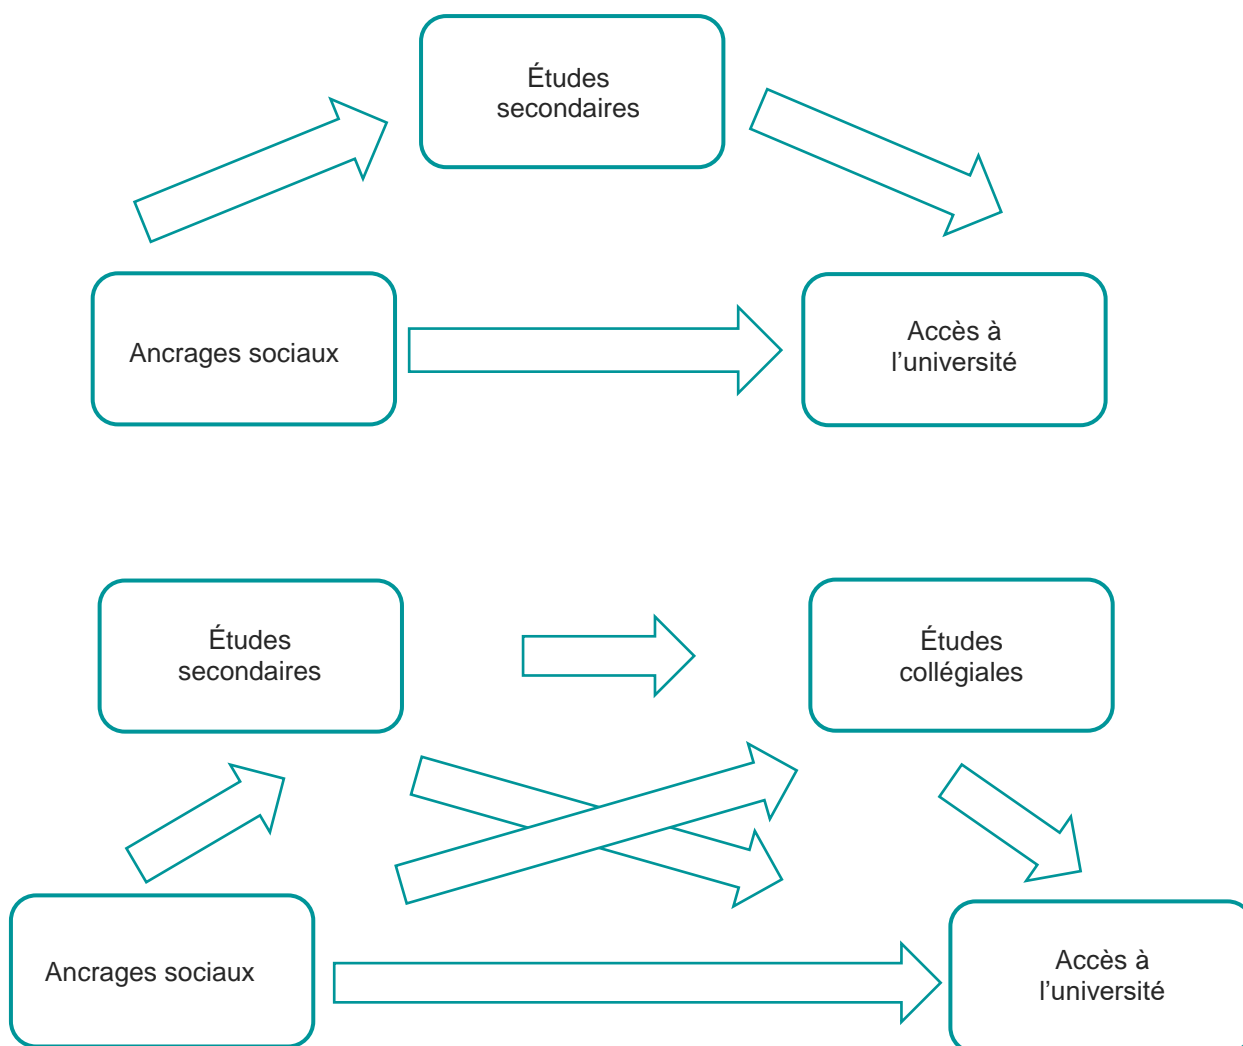 Études
secondaires
Ancrages sociaux
Accès à
l’université
Études
secondaires
Études
collégiales
Ancrages sociaux
Accès à
l’université